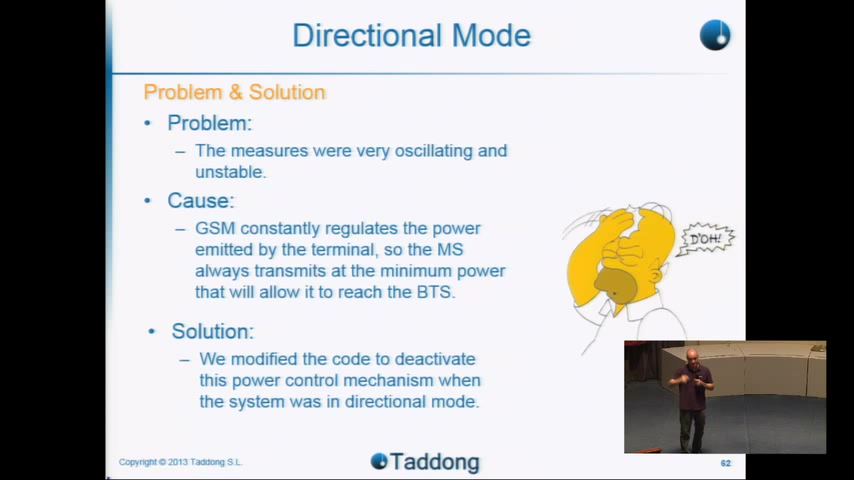 Directional Mode
Problem & Solution
• Problem:
– The measures were very oscillating and
unstable.
• Cause:
– GSM constantly regulates the power
emitted by the terminal, so the MS
always transmits at the minimum power
that will allow it to reach the BTS.
D'OH!
• Solution:
– We modified the code to deactivate
this power control mechanism when
the system was in directional mode.
Copyright © 2013 Taddong S.L.
Taddong
62